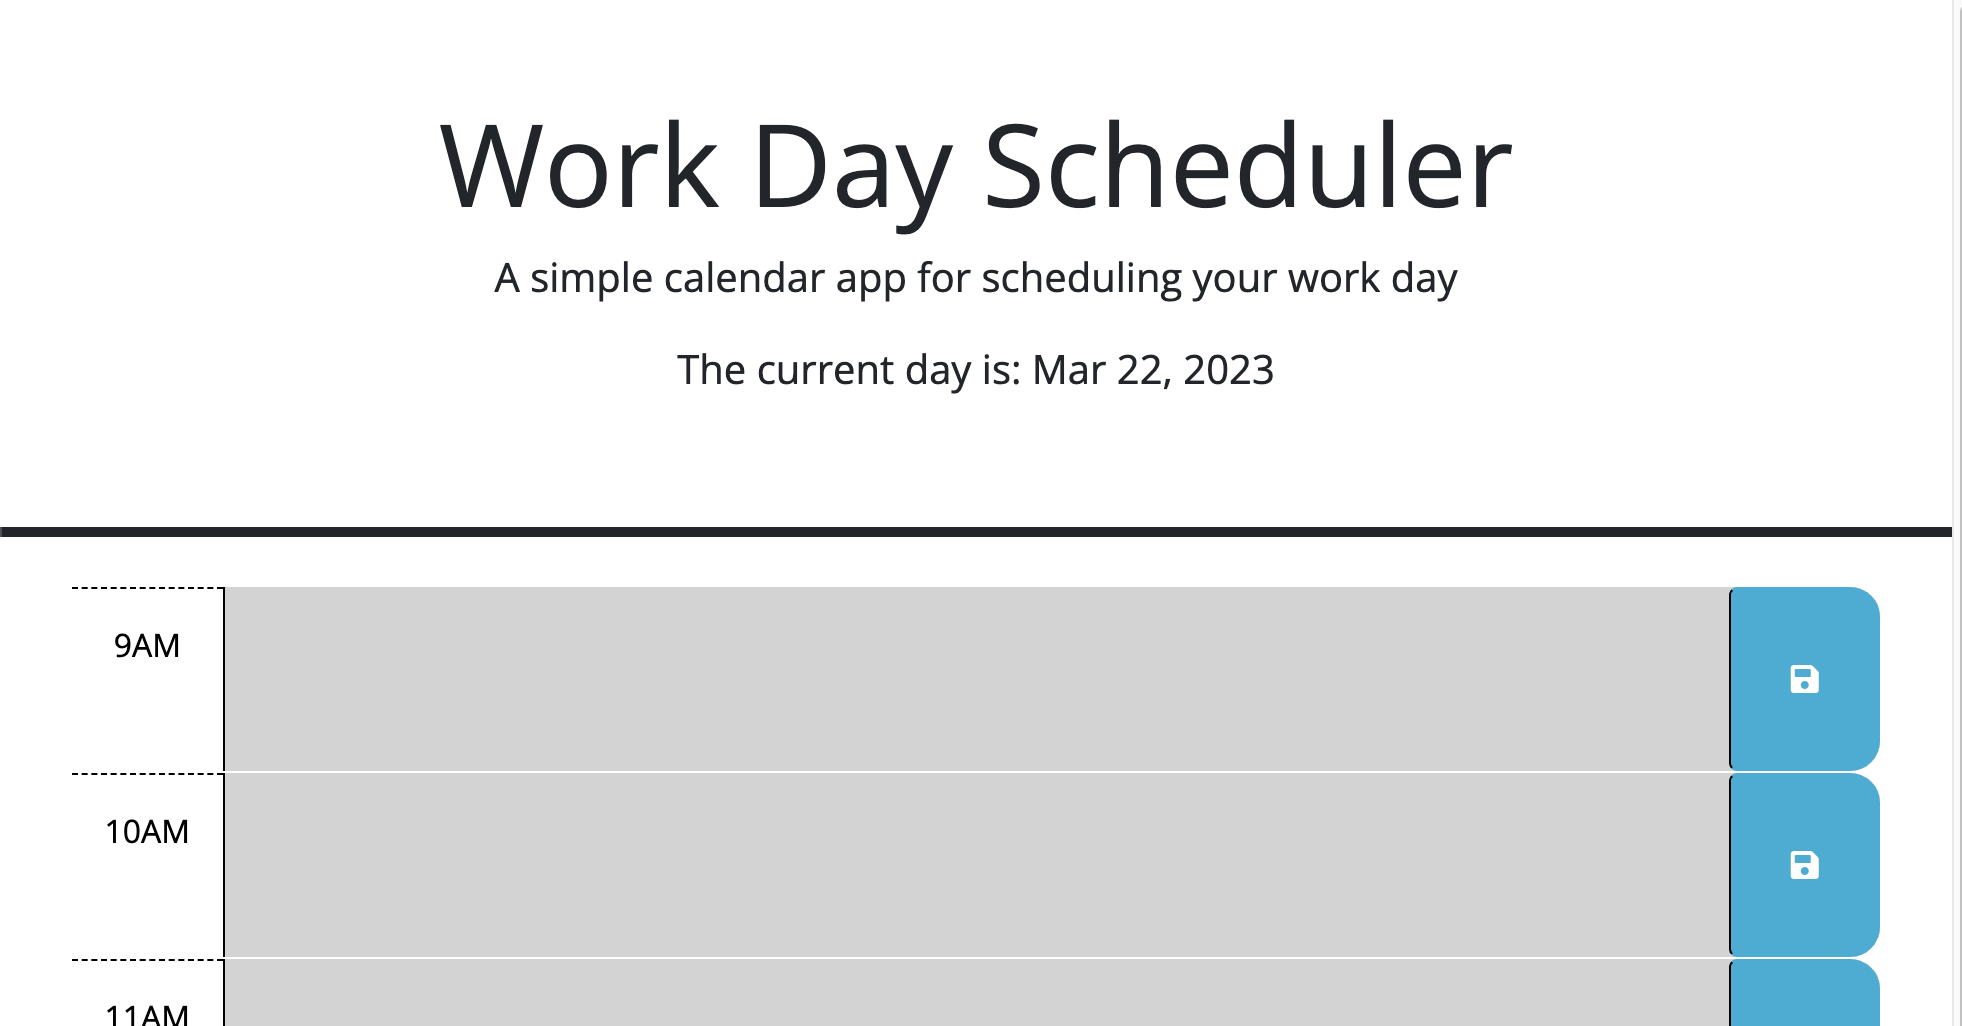 Work Day Scheduler
A simple calendar app for scheduling your work day
The current day is: Mar 22, 2023
9AM
10AM
11AM